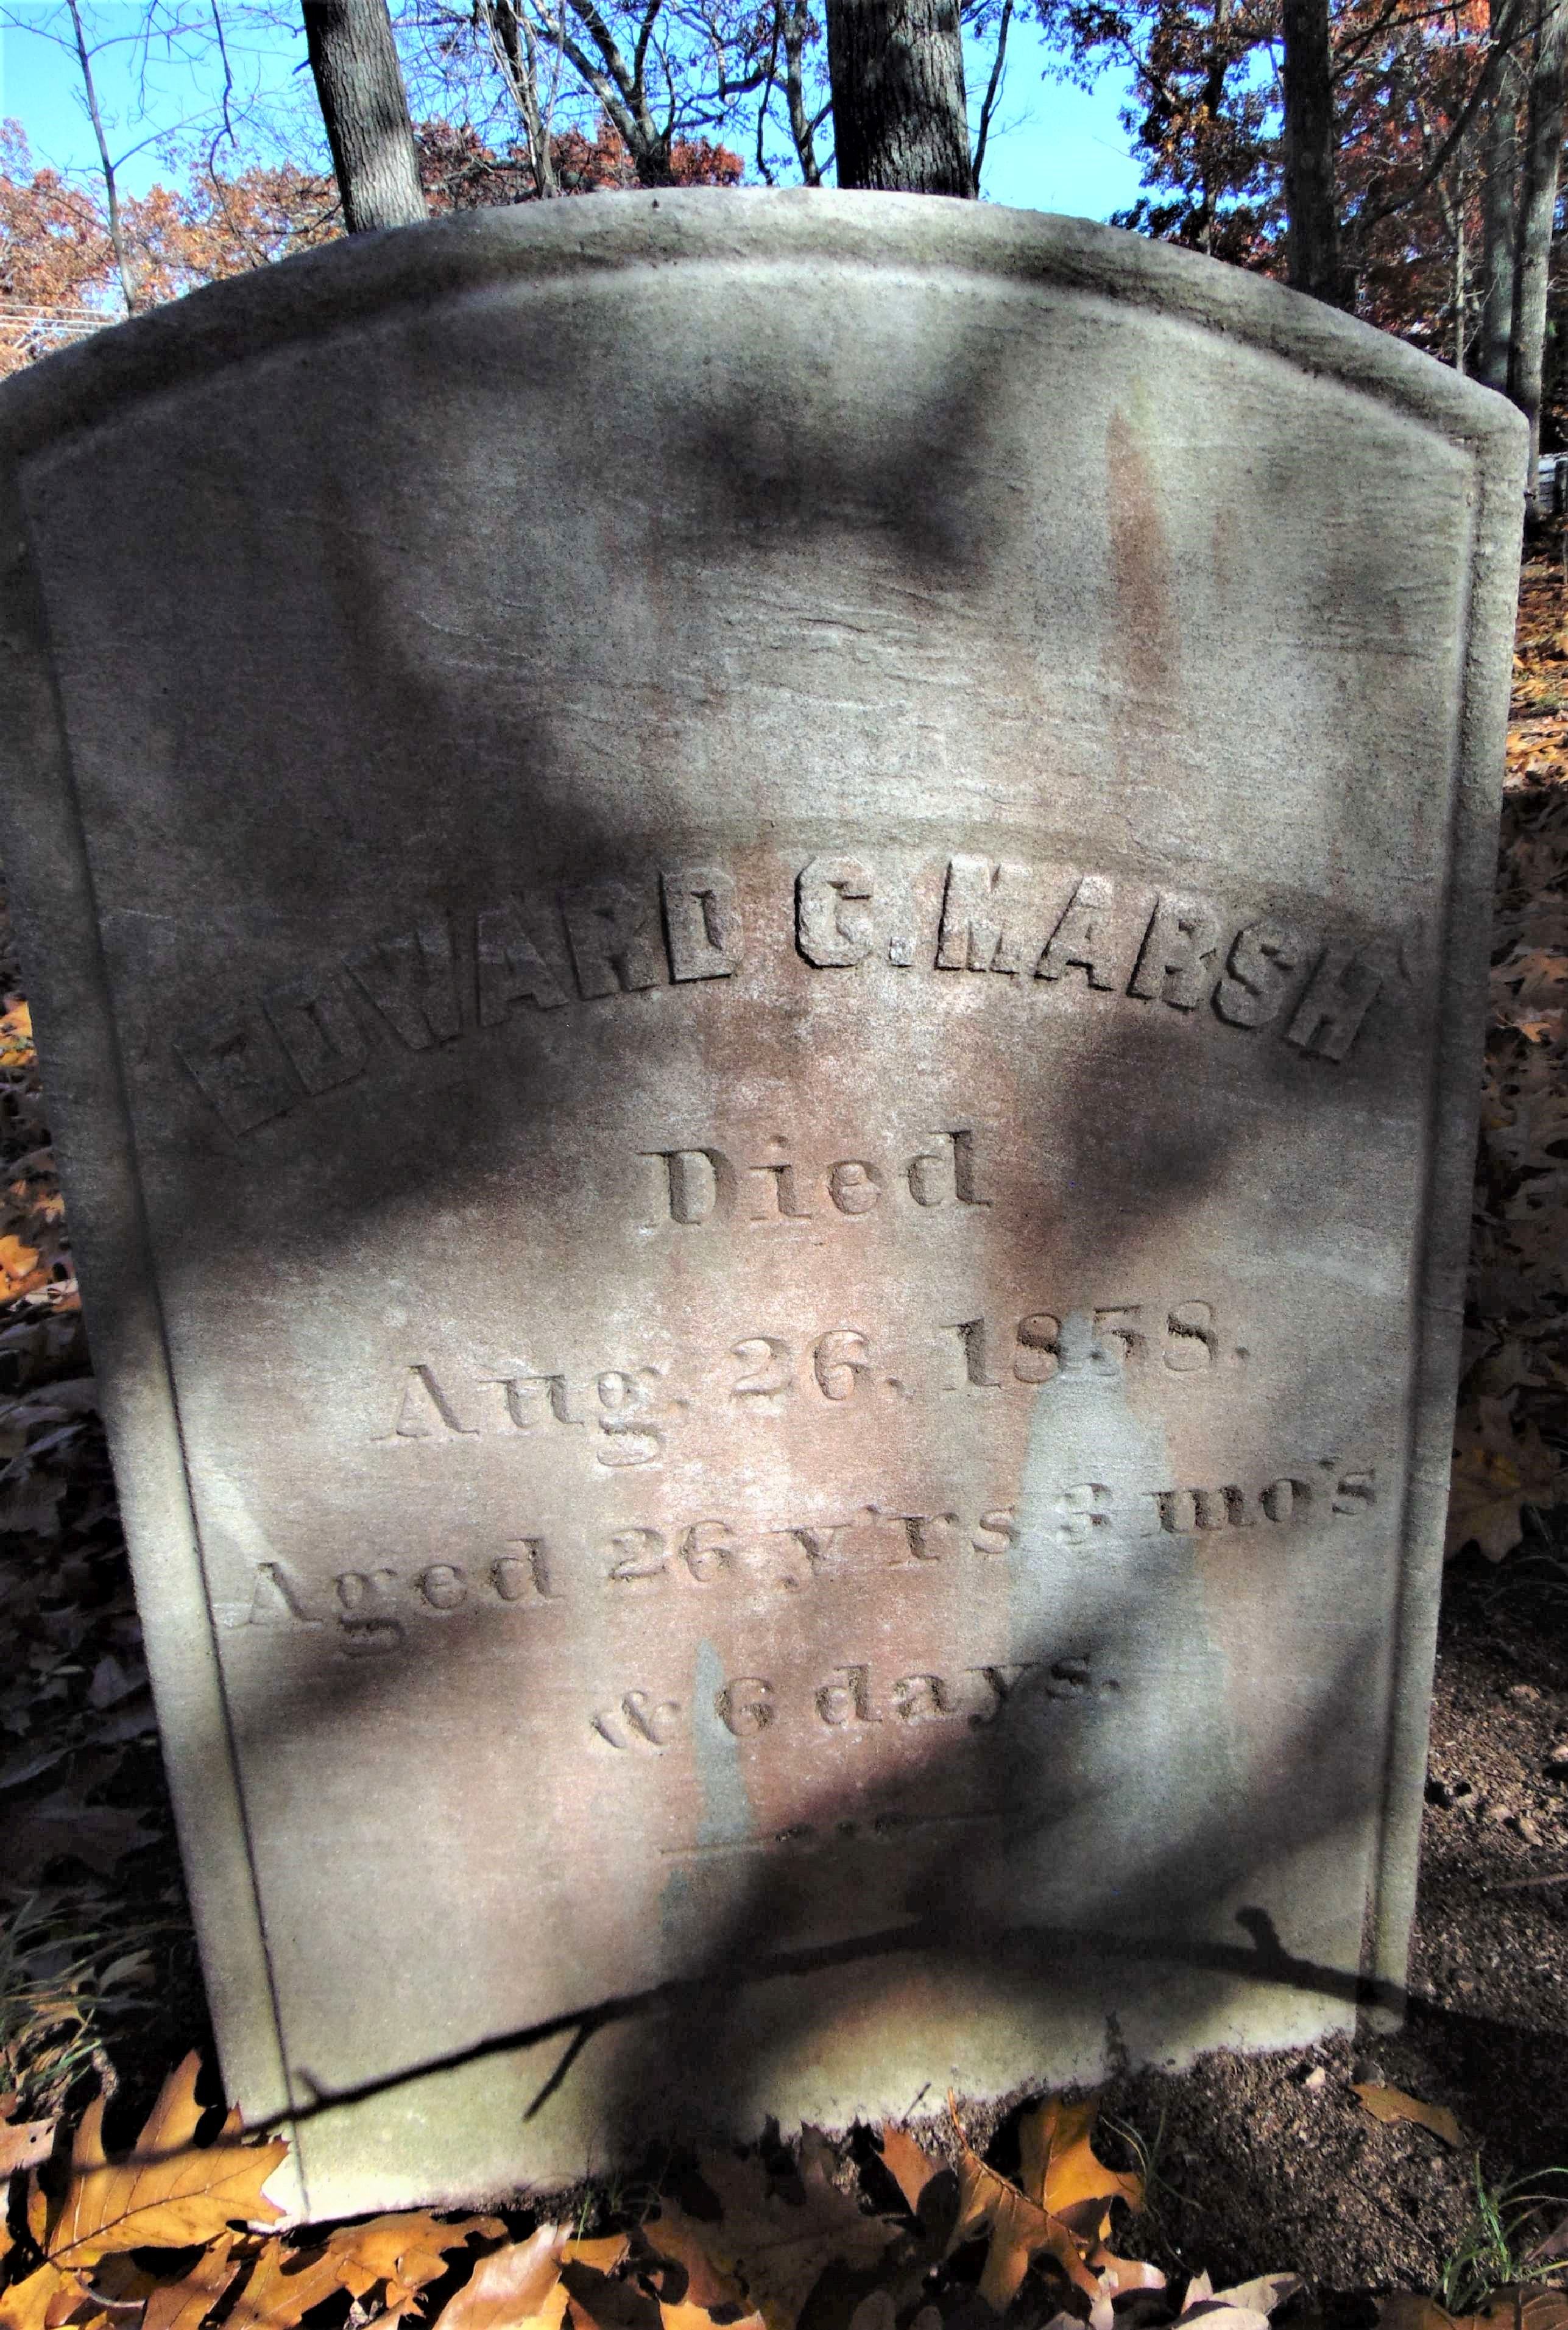 EDWARD C. MARSH
Died
Aug. 26, 1858.
Aged 26 y'rs 3 mo's
& 6 days.